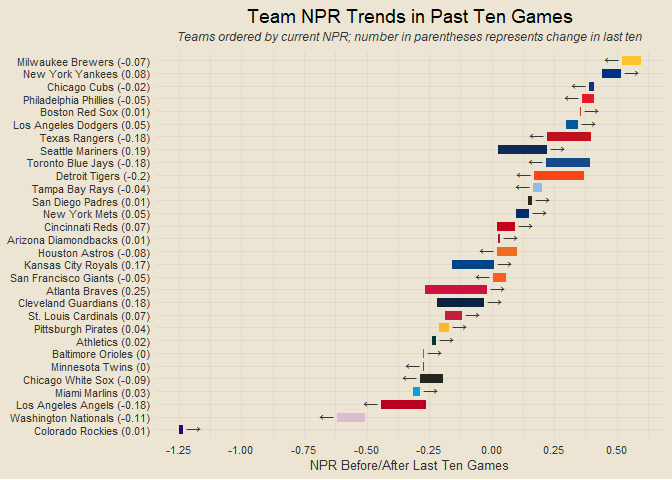 Team NPR Trends in Past Ten Games
Teams ordered by current NPR; number in parentheses represents change in last ten
Milwaukee Brewers (-0.07)
New York Yankees (0.08)
Chicago Cubs (-0.02)
Philadelphia Phillies (-0.05)
Boston Red Sox (0.01)
Los Angeles Dodgers (0.05)
Texas Rangers (-0.18)
Seattle Mariners (0.19)
Toronto Blue Jays (-0.18)
Detroit Tigers (-0.2)
Tampa Bay Rays (-0.04)
San Diego Padres (0.01)
New York Mets (0.05)
Cincinnati Reds (0.07)
Arizona Diamondbacks (0.01)
Houston Astros (-0.08)
Kansas City Royals (0.17)
San Francisco Giants (-0.05)
Atlanta Braves (0.25)
Cleveland Guardians (0.18)
St. Louis Cardinals (0.07)
Pittsburgh Pirates (0.04)
Athletics (0.02)
Baltimore Orioles (0)
Minnesota Twins (0)
Chicago White Sox (-0.09)
Miami Marlins (0.03)
Los Angeles Angels (-0.18)
Washington Nationals (-0.11)
Colorado Rockies (0.01)
-1.25 -1.00 -0.75 -0.50 -0.25 0.00 0.25 0.50
NPR Before/After Last Ten Games